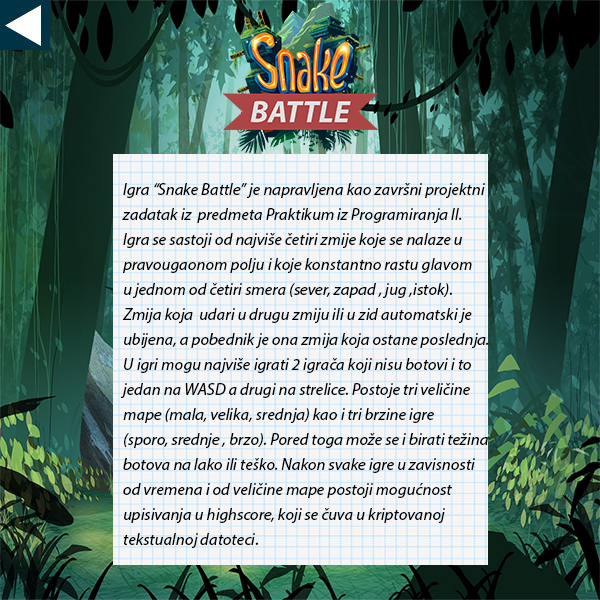 Snake
BATTLE
Igra “Snake Battle” je napravljena kao završni projektni
zadatak iz predmeta Praktikum iz Programiranja II.
Igra se sastoji od najviše četiri zmije koje se nalaze u
pravougaonom polju i koje konstantno rastu glavom
u jednom od četiri smera (sever, zapad , jug ,istok).
Zmija koja udari u drugu zmiju ili u zid automatski je
ubijena, a pobednik je ona zmija koja ostane poslednja.
U igri mogu najviše igrati 2 igrača koji nisu botovi i to
jedan na WASD a drugi na strelice. Postoje tri veličine
mape (mala, velika, srednja) kao i tri brzine igre
(sporo, srednje , brzo). Pored toga može se i birati težina
botova na lako ili teško. Nakon svake igre u zavisnosti
od vremena i od veličine mape postoji mogućnost
upisivanja u highscore, koji se čuva u kriptovanoj
tekstualnoj datoteci.